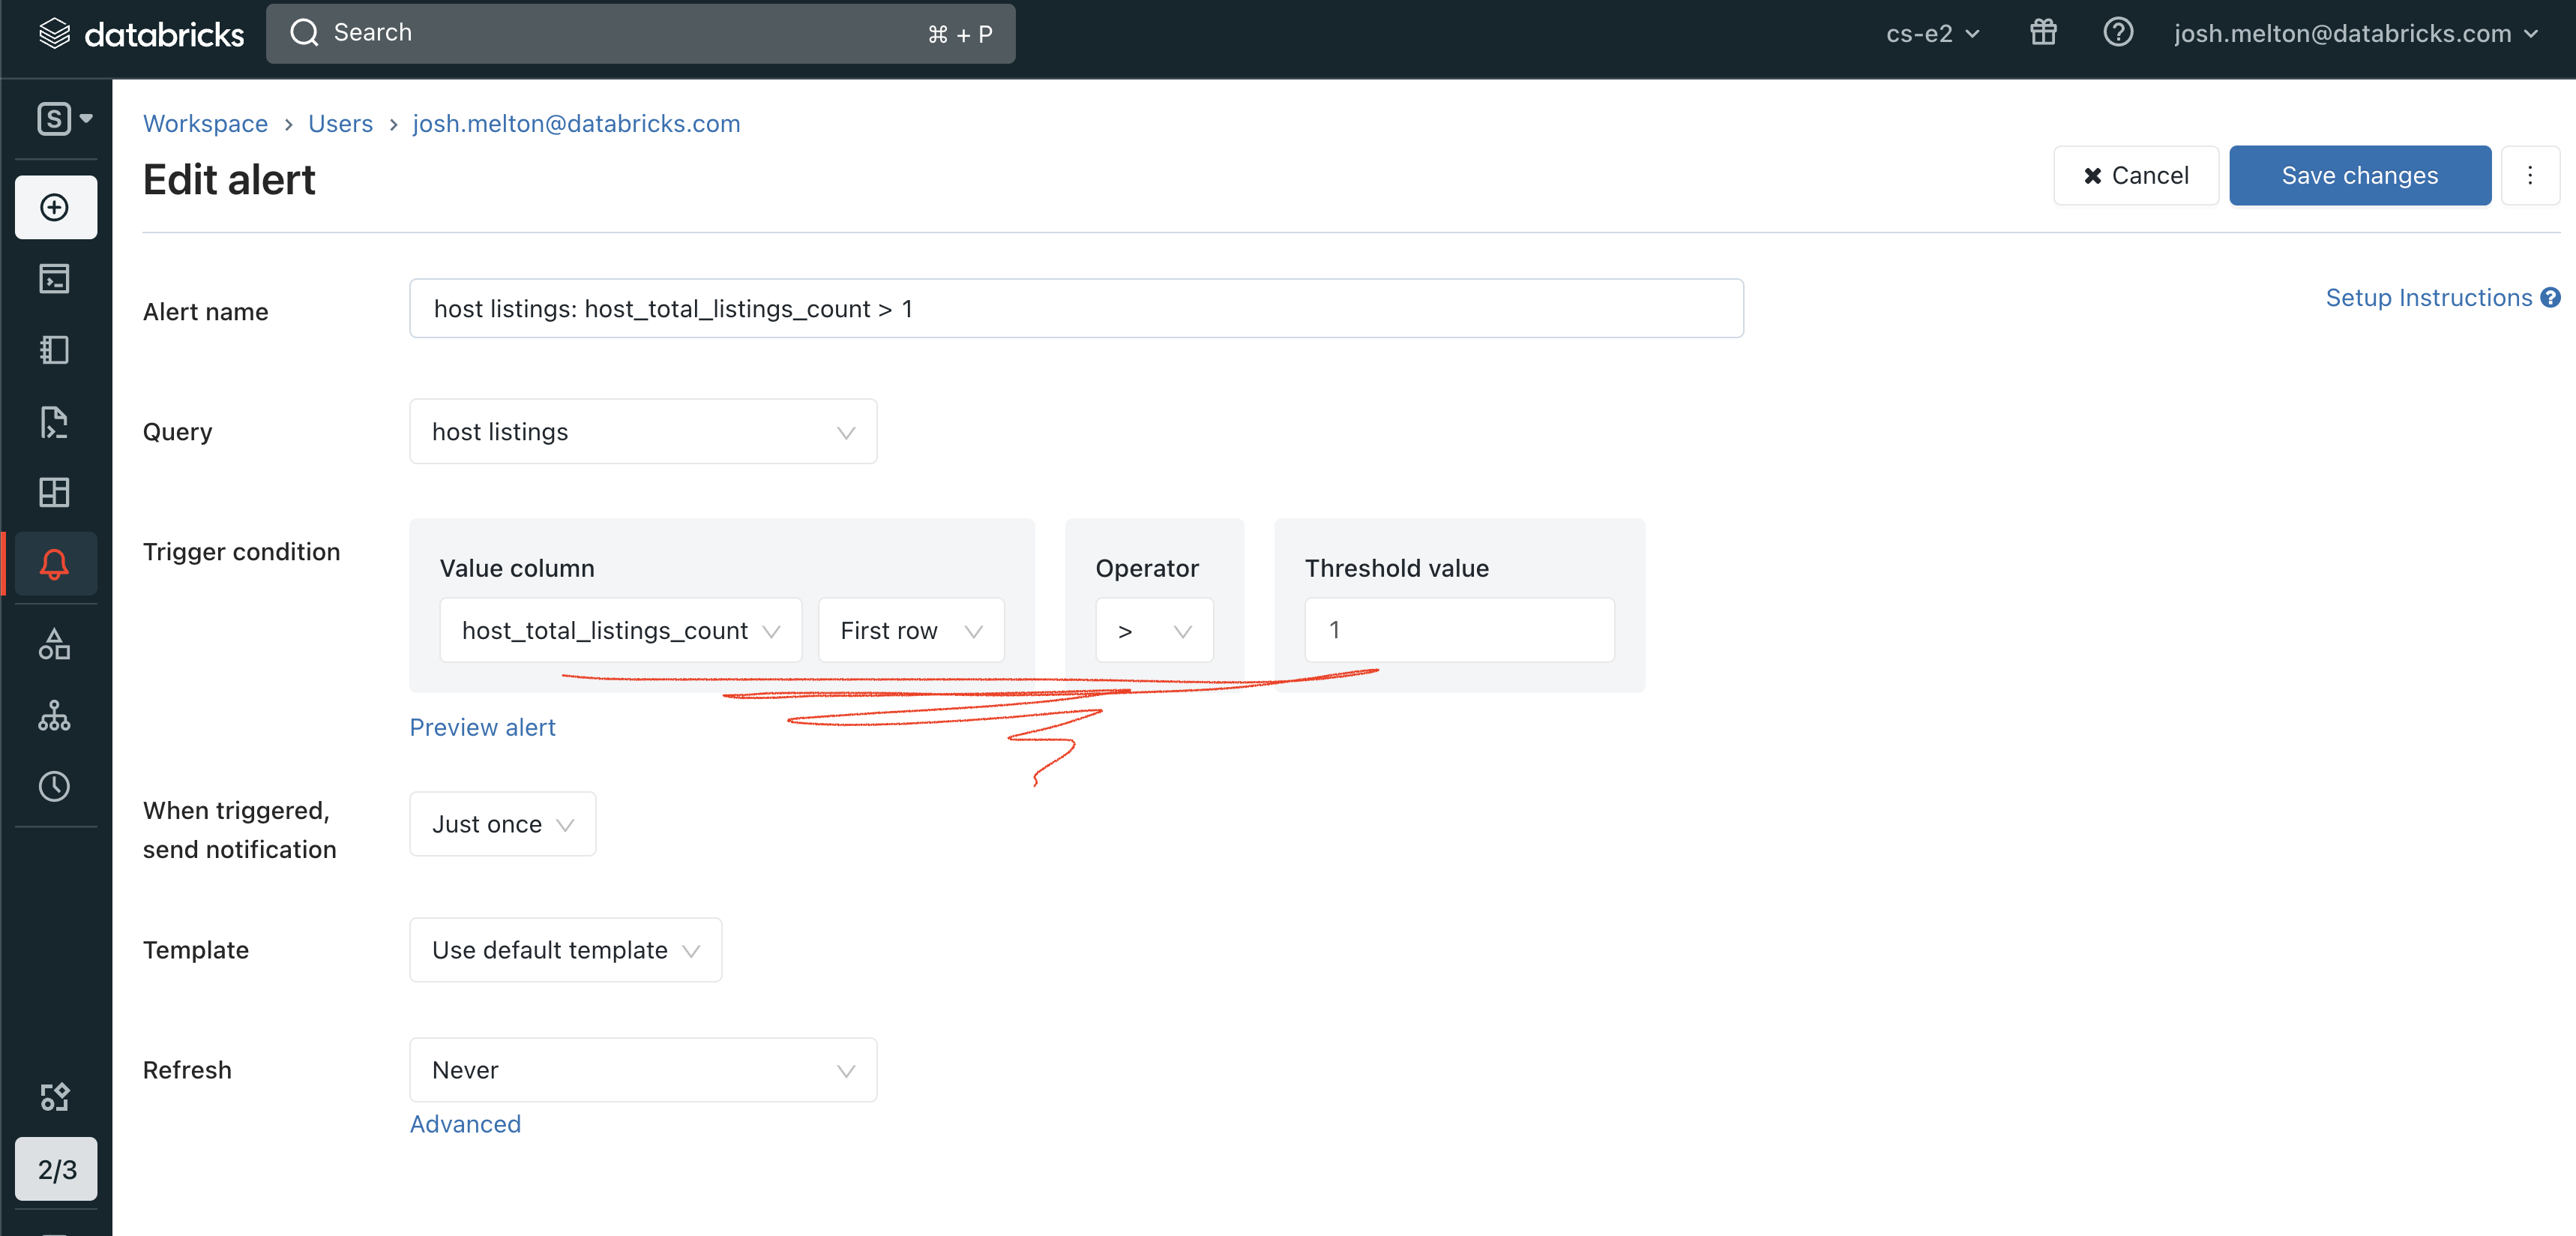 databricks
Search ⌘ + P
cs-e2
josh.melton@databricks.com
S
Workspace > Users > josh.melton@databricks.com
Edit alert
Cancel
Save changes
Alert name
host listings: host_total_listings_count > 1
Setup Instructions ?
Query
host listings
Trigger condition
Value column
Operator
Threshold value
host_total_listings_count
First row
>
1
Preview alert
When triggered,
send notification
Just once
Template
Use default template
Refresh
Never
Advanced
2/3